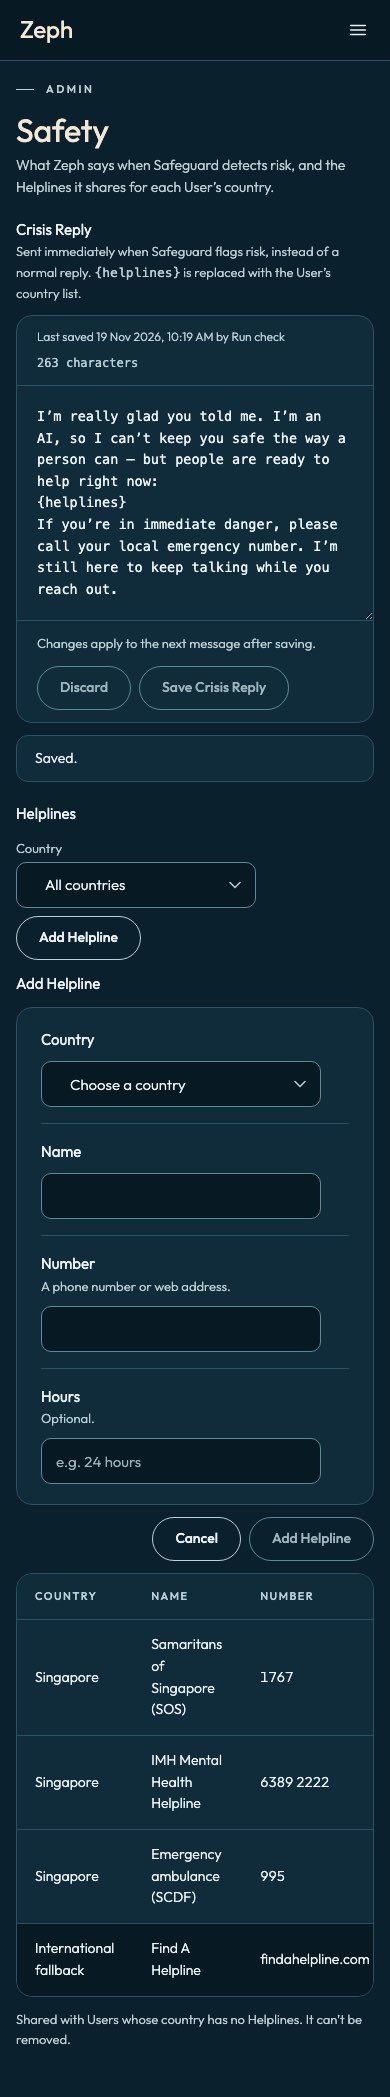 Zeph
ADMIN
Safety
What Zeph says when Safeguard detects risk, and the
Helplines it shares for each User's country.
Crisis Reply
Sent immediately when Safeguard flags risk, instead of a
normal reply. {helplines} is replaced with the User's
country list.
Last saved 19 Nov 2026, 10:19 AM by Run check
263 characters
I’m really glad you told me. I’m an
AI, so I can’t keep you safe the way a
person can — but people are ready to
help right now:
{helplines}
If you’re in immediate danger, please
call your local emergency number. I’m
still here to keep talking while you
reach out.
Changes apply to the next message after saving.
Discard
Save Crisis Reply
Saved.
Helplines
Country
All countries
Add Helpline
Add Helpline
Country
Choose a country
Name
Number
A phone number or web address.
Hours
Optional.
e.g. 24 hours
Cancel
Add Helpline
COUNTRY NAME NUMBER
Samaritans
of
Singapore
(SOS)
Singapore
1767
IMH Mental
Health
Helpline
Singapore
6389 2222
Emergency
ambulance
(SCDF)
Singapore
995
International
fallback
Find A
Helpline
findahelpline.com
Shared with Users whose country has no Helplines. It can’t be
removed.